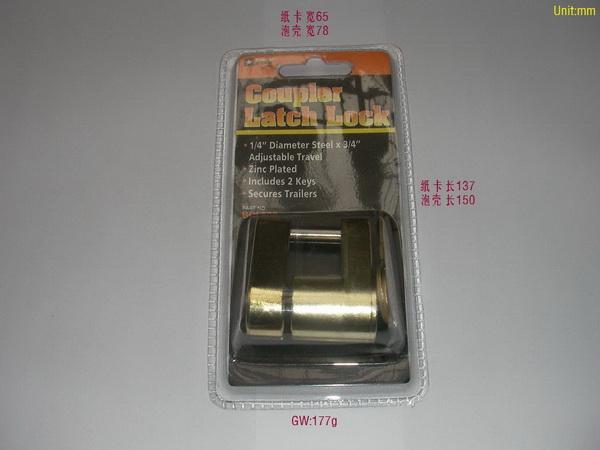 纸卡宽65
泡壳宽78
Unit:mm
Coupler
Latch Lock
• 1/4" Diameter Steel x 3/4"
Adjustable Travel
• Zinc Plated
• Includes 2 Keys
• Secures Trailers
PART NO.
纸卡长137
泡壳长150
GW:177g